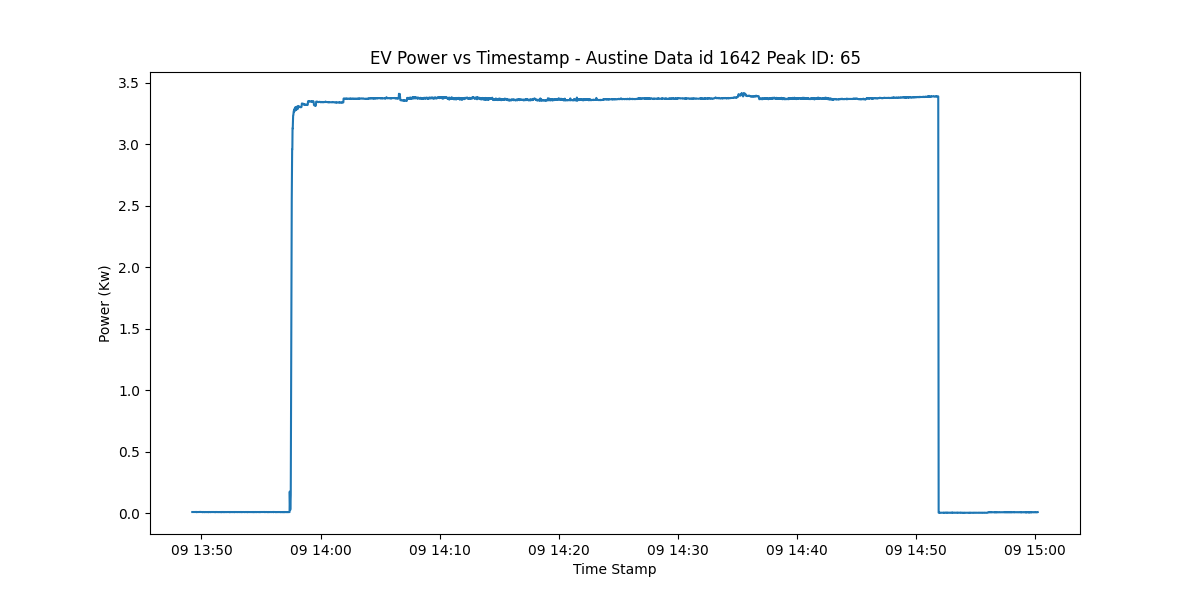 EV Power vs Timestamp - Austine Data id 1642 Peak ID: 65
Power (Kw)
3.5
3.0
2.5
2.0
1.5
1.0
0.5
0.0
09 13:50 09 14:00 09 14:10 09 14:20 09 14:30 09 14:40 09 14:50 09 15:00
Time Stamp